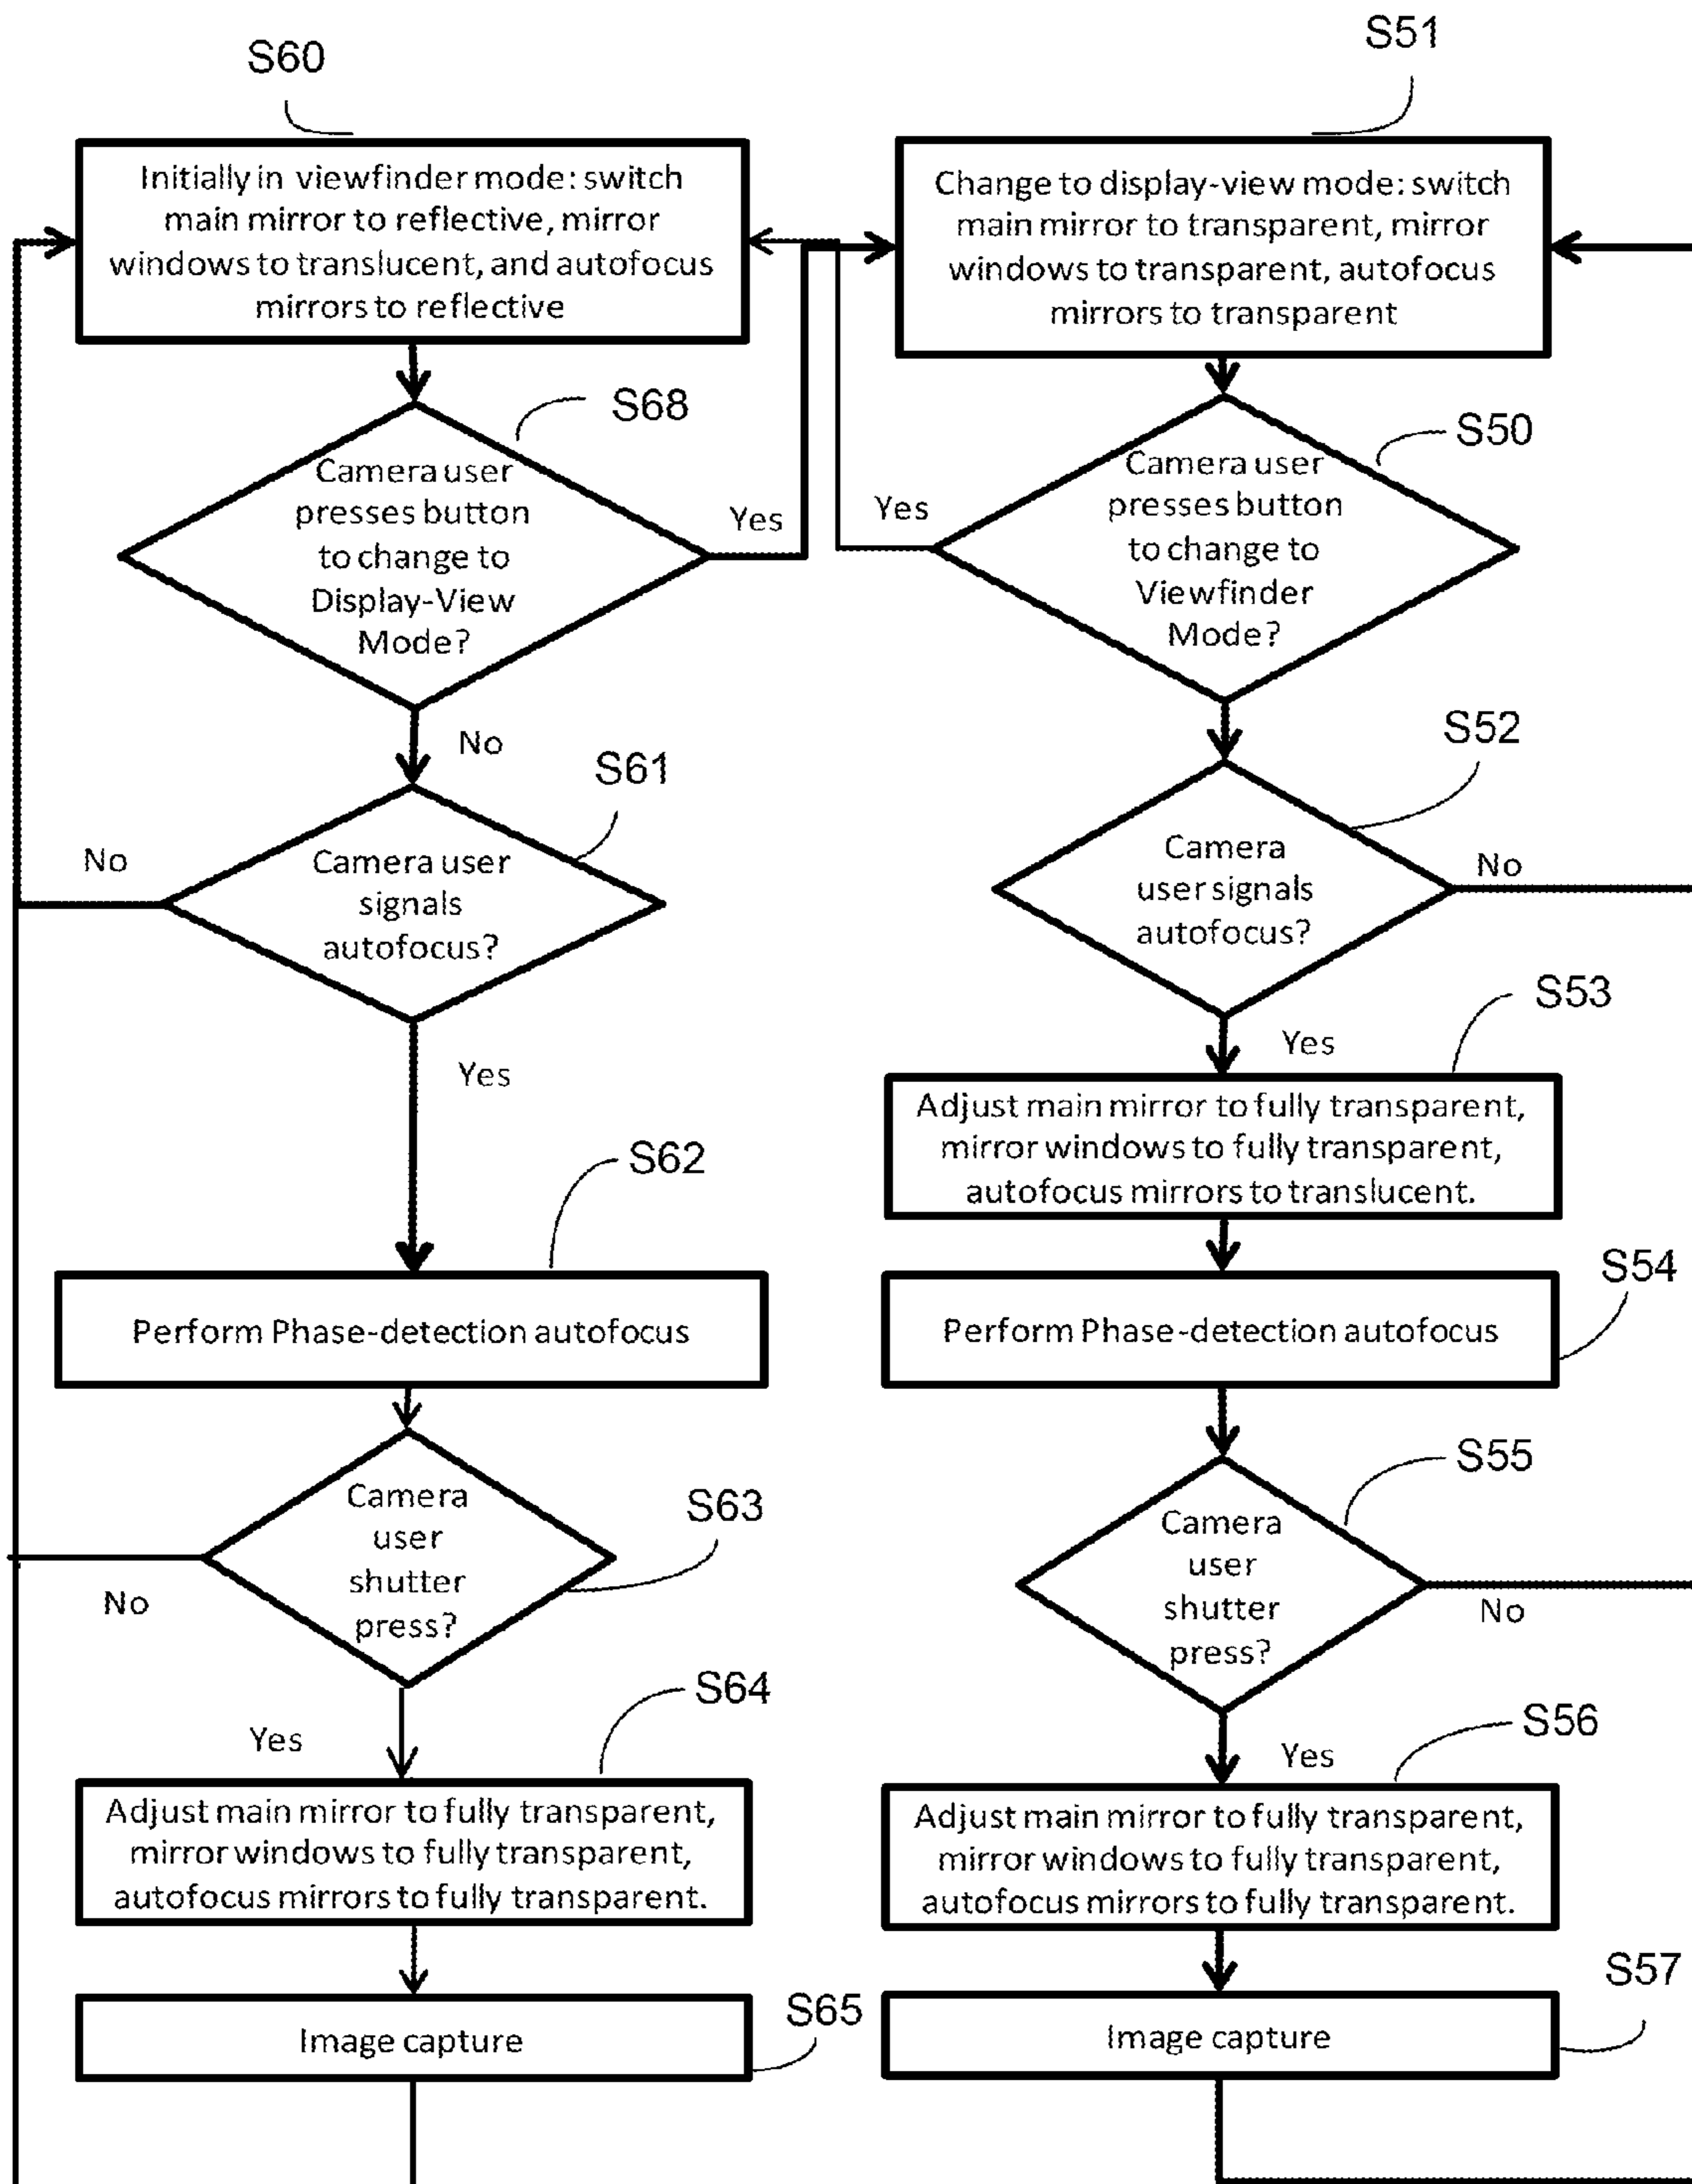 S60
Initially in viewfinder mode: switch
main mirror to reflective, mirror
windows to translucent, and autofocus
mirrors to reflective
S68
Camera user
presses button
to change to
Display-View
Mode?
Yes
No
S61
Camera user
signals
autofocus?
No
Yes
S62
Perform Phase-detection autofocus
S63
Camera
user
shutter
press?
No
Yes
S64
Adjust main mirror to fully transparent,
mirror windows to fully transparent,
autofocus mirrors to fully transparent.
S65
Image capture
S51
Change to display-view mode: switch
main mirror to transparent, mirror
windows to transparent, autofocus
mirrors to transparent
S50
Camera user
presses button
to change to
Viewfinder
Mode?
Yes
S52
Camera
user signals
autofocus?
No
Yes
S53
Adjust main mirror to fully transparent,
mirror windows to fully transparent,
autofocus mirrors to translucent.
S54
Perform Phase-detection autofocus
S55
Camera
user
shutter
press?
No
Yes
S56
Adjust main mirror to fully transparent,
mirror windows to fully transparent,
autofocus mirrors to fully transparent.
S57
Image capture